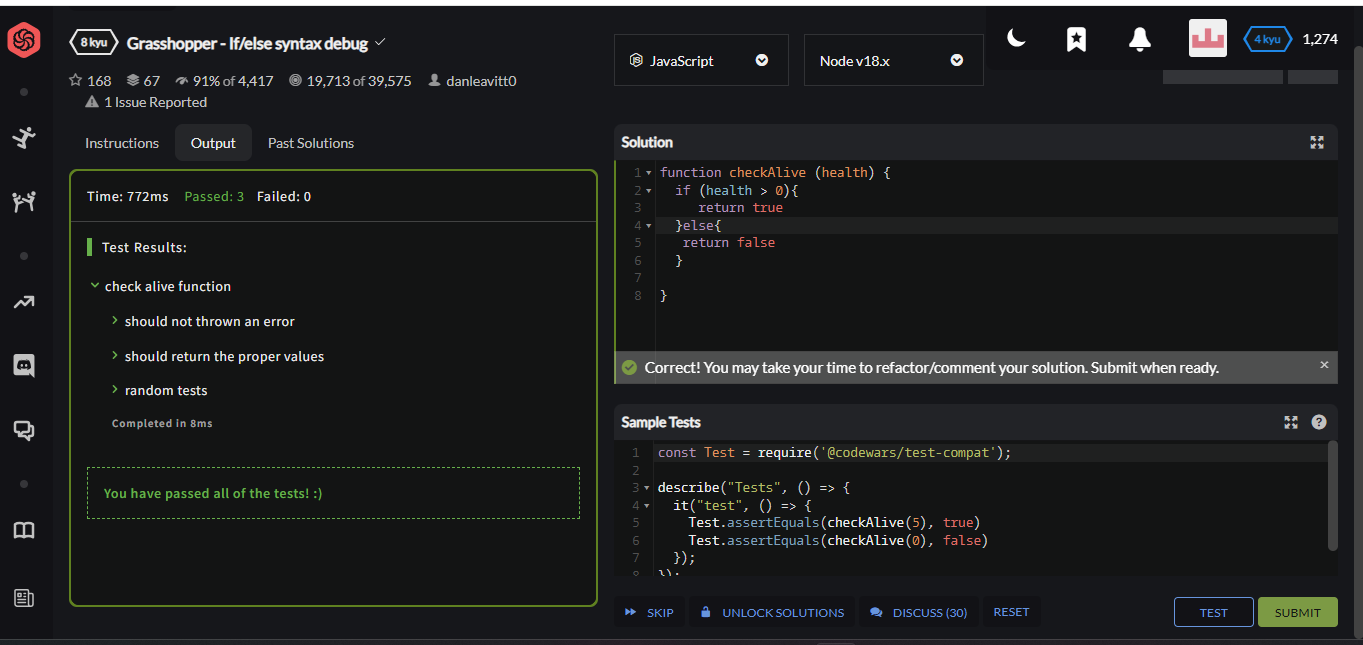 8 kyu Grasshopper - If/else syntax debug
168 67 91% of 4,417 19,713 of 39,575 danleavitt0
1 Issue Reported
JavaScript
Node v18.x
4 kyu 1,274
Instructions Output Past Solutions
Time: 772ms Passed: 3 Failed: 0
Test Results:
check alive function
should not thrown an error
should return the proper values
random tests
Completed in 8ms
You have passed all of the tests! :)
Solution
1 function checkAlive (health) {
2 if (health > 0){
3 return true
4 }else{
5 return false
6 }
7
8 }
Correct! You may take your time to refactor/comment your solution. Submit when ready.
Sample Tests
1 const Test = require('@codewars/test-compat');
2
3 describe("Tests", () => {
4 it("test", () => {
5 Test.assertEquals(checkAlive(5), true)
6 Test.assertEquals(checkAlive(0), false)
7 });
8 });
SKIP UNLOCK SOLUTIONS DISCUSS (30) RESET TEST SUBMIT